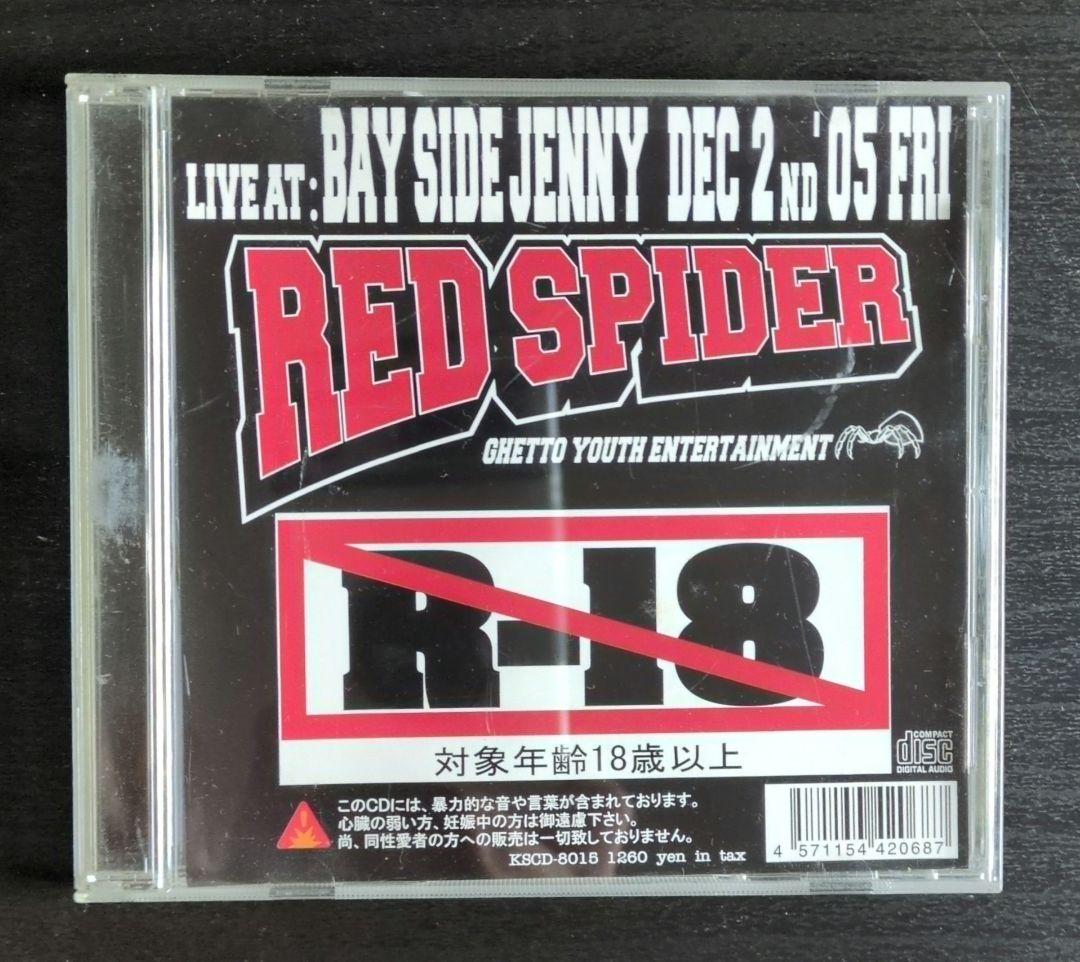 LIVE AT: BAY SIDE JENNY DEC 2ND '05 FRI
RED SPIDER
GHETTO YOUTH ENTERTAINMENT
R-18
対象年齢18歳以上
COMPACT
disc
DIGITAL AUDIO
このCDには、暴力的な音や言葉が含まれております。
心臓の弱い方、妊娠中の方は御遠慮下さい。
尚、同性愛者の方への販売は一切致しておりません。
KSCD-8015 1260 yen in tax
4 571154 420687